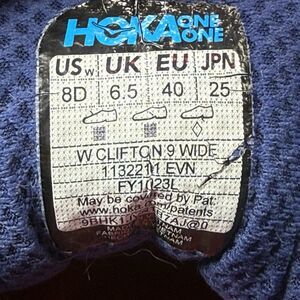 HOKA ONE ONE
US W UK EU JPN
8D 6.5 40 25
W CLIFTON 9 WIDE
1132211 EVN
FY1023L
May be covered by Pat.
www.hoka.com/patents